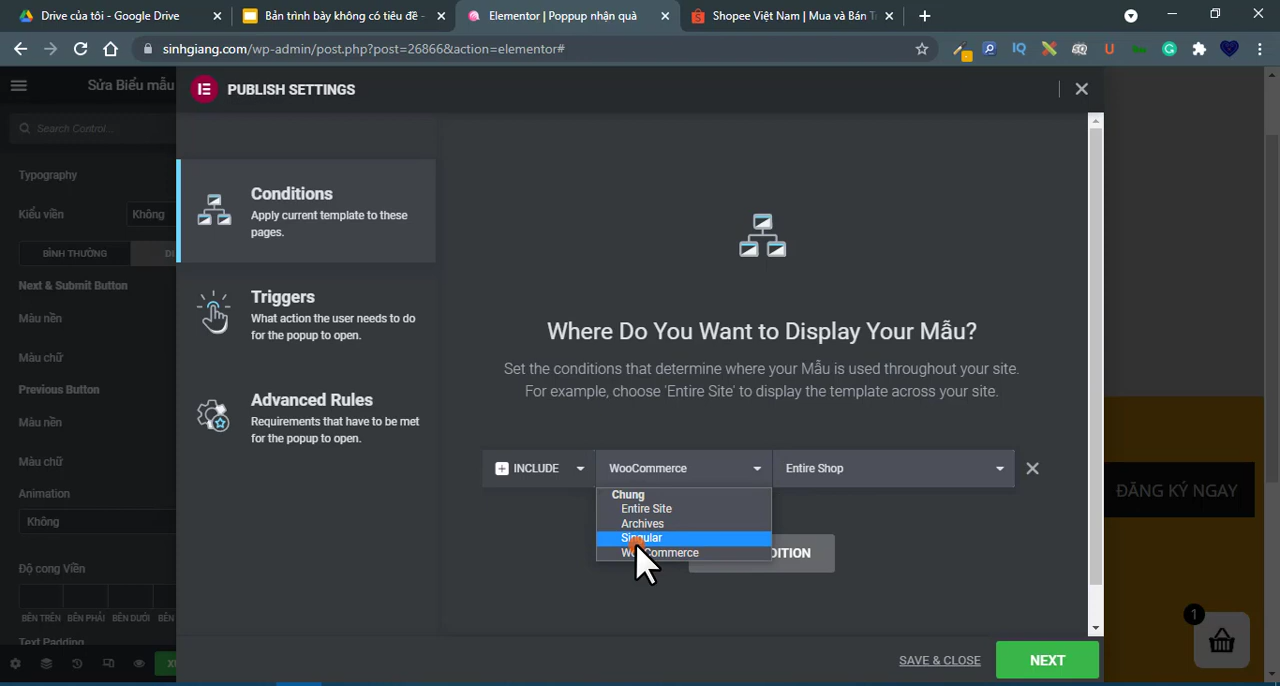 Drive của tôi - Google Drive
Bản trình bày không có tiêu đề -
Elementor | Poppup nhận quà
Shopee Việt Nam | Mua và Bán Tr
sinhgiang.com/wp-admin/post.php?post=26866&action=elementor#
Sửa Biểu mẫu
PUBLISH SETTINGS
Search Control...
Typography
Kiểu viền
Không
BÌNH THƯỜNG
Next & Submit Button
Màu nền
Màu chữ
Previous Button
Màu nền
Màu chữ
Animation
Không
Độ cong Viền
BÊN TRÊN BÊN PHẢI BÊN DƯỚI BÊN
Text Padding
Conditions
Apply current template to these
pages.
Triggers
What action the user needs to do
for the popup to open.
Advanced Rules
Requirements that have to be met
for the popup to open.
Where Do You Want to Display Your Mẫu?
Set the conditions that determine where your Mẫu is used throughout your site.
For example, choose 'Entire Site' to display the template across your site.
INCLUDE
WooCommerce
Entire Shop
Chung
Entire Site
Archives
Singular
WooCommerce
DITION
SAVE & CLOSE
NEXT
ĐĂNG KÝ NGAY
1